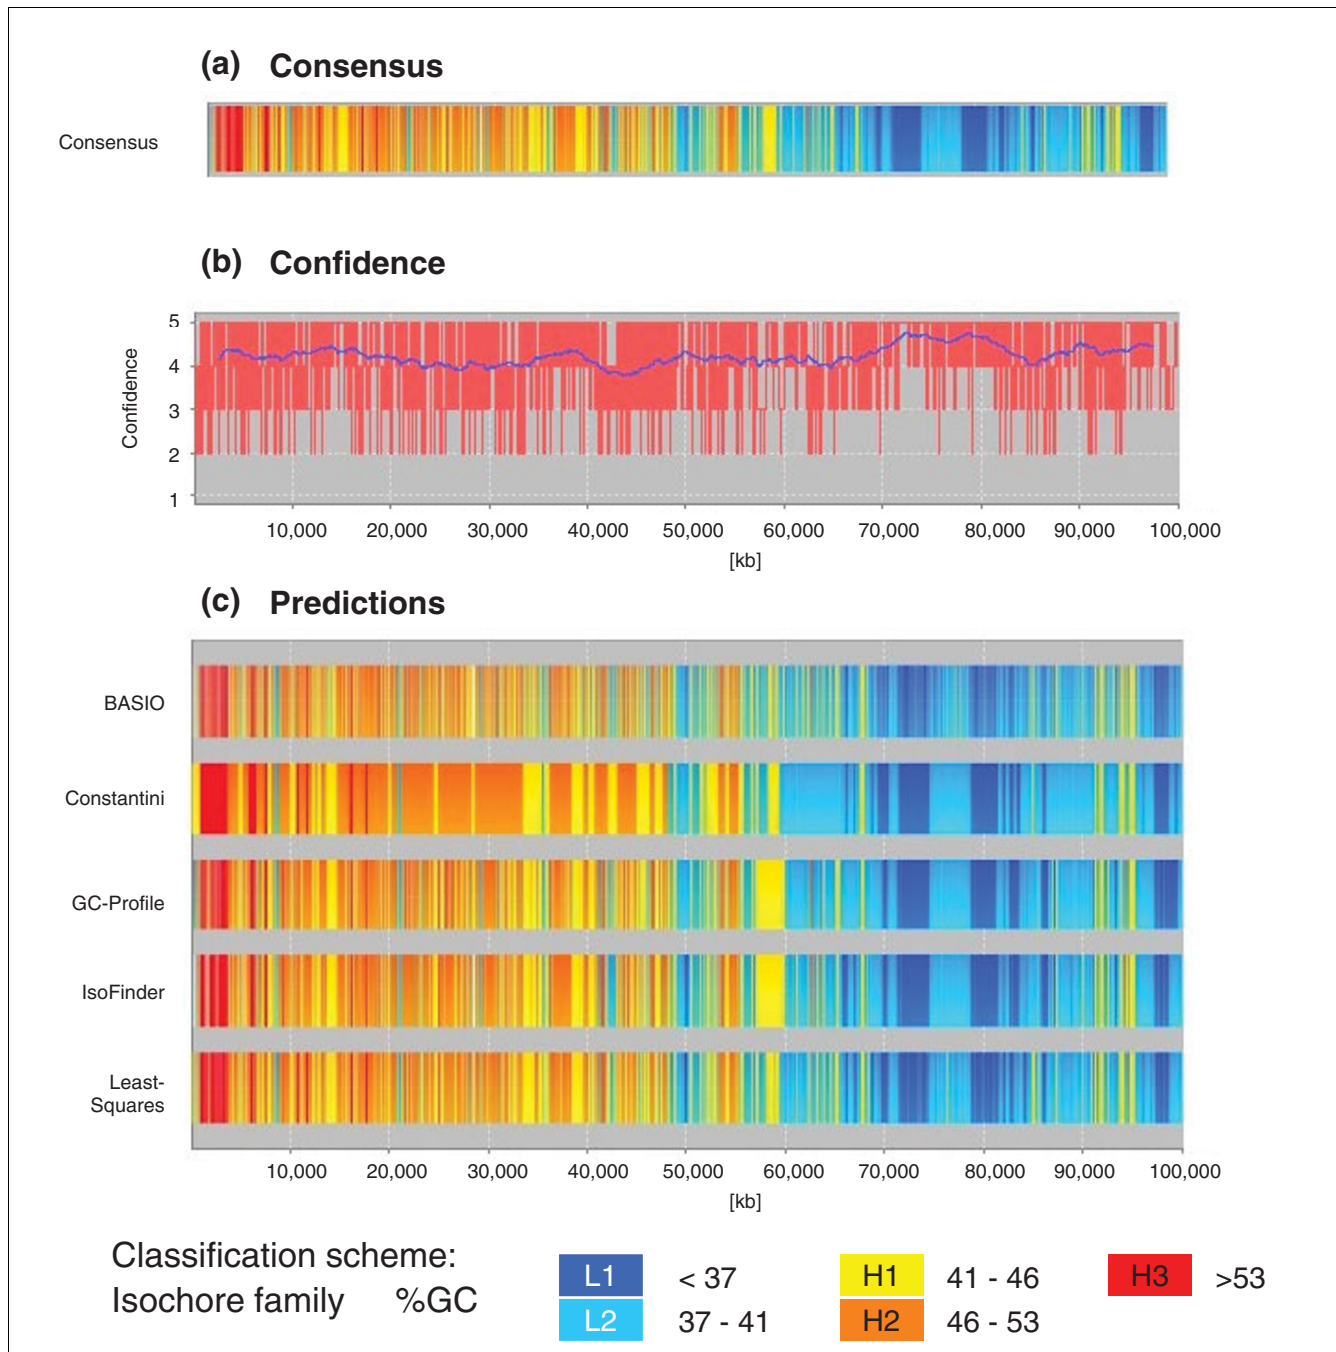 (a) Consensus
Consensus
(b) Confidence
Confidence
5
4
3
2
1
10,000 20,000 30,000 40,000 50,000 60,000 70,000 80,000 90,000 100,000
[kb]
(c) Predictions
BASIO
Constantini
GC-Profile
IsoFinder
Least-
Squares
10,000 20,000 30,000 40,000 50,000 60,000 70,000 80,000 90,000 100,000
[kb]
Classification scheme:
Isochore family %GC
L1 < 37 H1 41 - 46 H3 >53
L2 37 - 41 H2 46 - 53